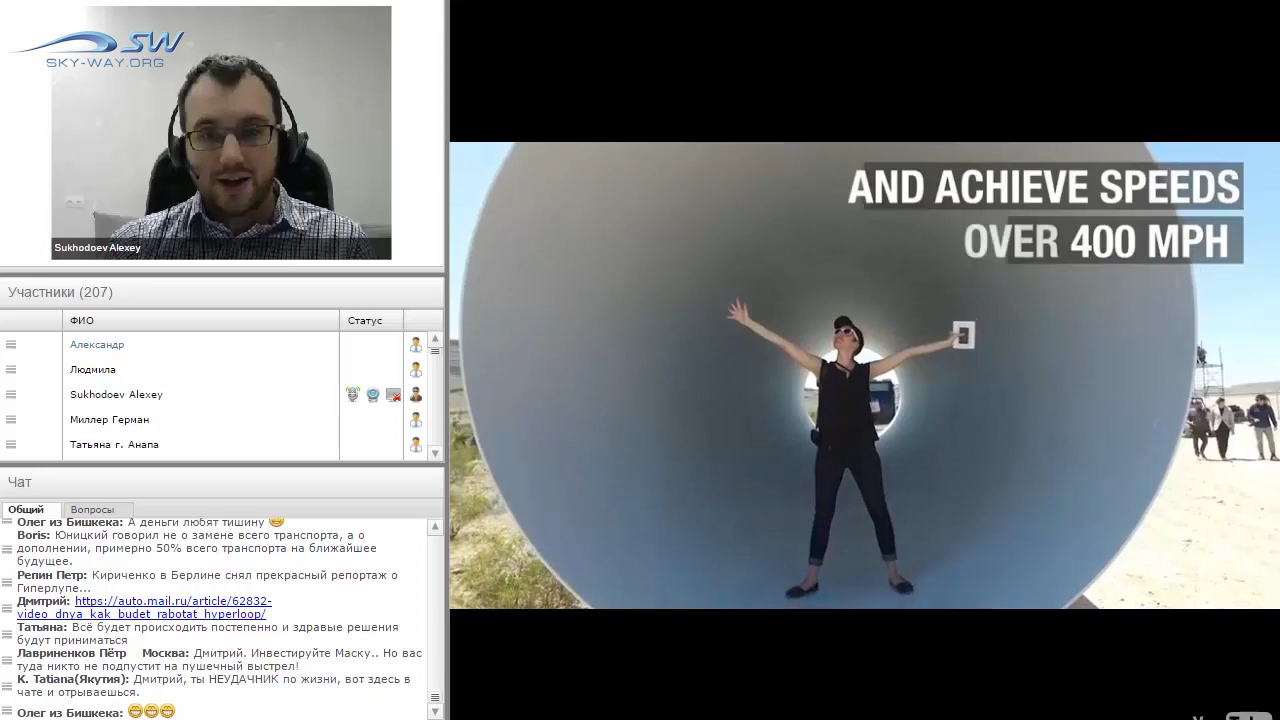 SW
SKY-WAY.ORG
Sukhodoev Alexey
Участники (207)
ФИО
Статус
Александр
Людмила
Sukhodoev Alexey
Миллер Герман
Татьяна г. Анапа
Чат
Общий
Вопросы
Олег из Бишкека: А деньги любят тишину
Boris: Юницкий говорил не о замене всего транспорта, а о
дополнении, примерно 50% всего транспорта на ближайшее
будущее.
Репин Петр: Кириченко в Берлине снял прекрасный репортаж о
Гиперлупе...
Дмитрий: https://auto.mail.ru/article/62832-
video_dnya_kak_budet_rabotat_hyperloop/
Татьяна: Всё будет происходить постепенно и здравые решения
будут приниматься
Лавриненков Пётр Москва: Дмитрий. Инвестируйте Маску.. Но вас
туда никто не подпустит на пушечный выстрел!
K. Tatiana(Якутия): Дмитрий, ты НЕУДАЧНИК по жизни, вот здесь в
чате и отрываешься.
Олег из Бишкека:
AND ACHIEVE SPEEDS
OVER 400 MPH